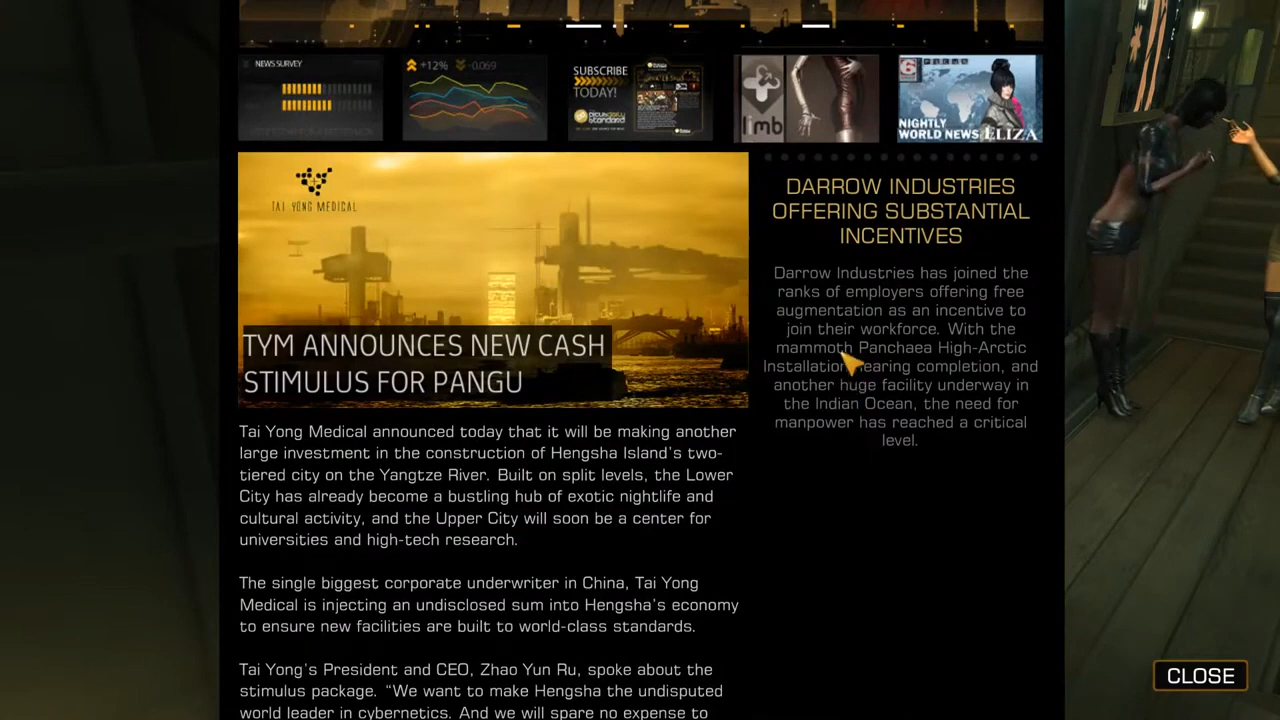 NEWS SURVEY
+12%
-0.069
SUBSCRIBE
TODAY!
limb
NIGHTLY
WORLD NEWS ELIZA
TAI YONG MEDICAL
TYM ANNOUNCES NEW CASH
STIMULUS FOR PANGU
Tai Yong Medical announced today that it will be making another
large investment in the construction of Hengsha Island's two-
tiered city on the Yangtze River. Built on split levels, the Lower
City has already become a bustling hub of exotic nightlife and
cultural activity, and the Upper City will soon be a center for
universities and high-tech research.
The single biggest corporate underwriter in China, Tai Yong
Medical is injecting an undisclosed sum into Hengsha's economy
to ensure new facilities are built to world-class standards.
Tai Yong's President and CEO, Zhao Yun Ru, spoke about the
stimulus package. "We want to make Hengsha the undisputed
world leader in cybernetics. And we will spare no expense to
DARROW INDUSTRIES
OFFERING SUBSTANTIAL
INCENTIVES
Darrow Industries has joined the
ranks of employers offering free
augmentation as an incentive to
join their workforce. With the
mammoth Panchaea High-Arctic
Installation nearing completion, and
another huge facility underway in
the Indian Ocean, the need for
manpower has reached a critical
level.
CLOSE